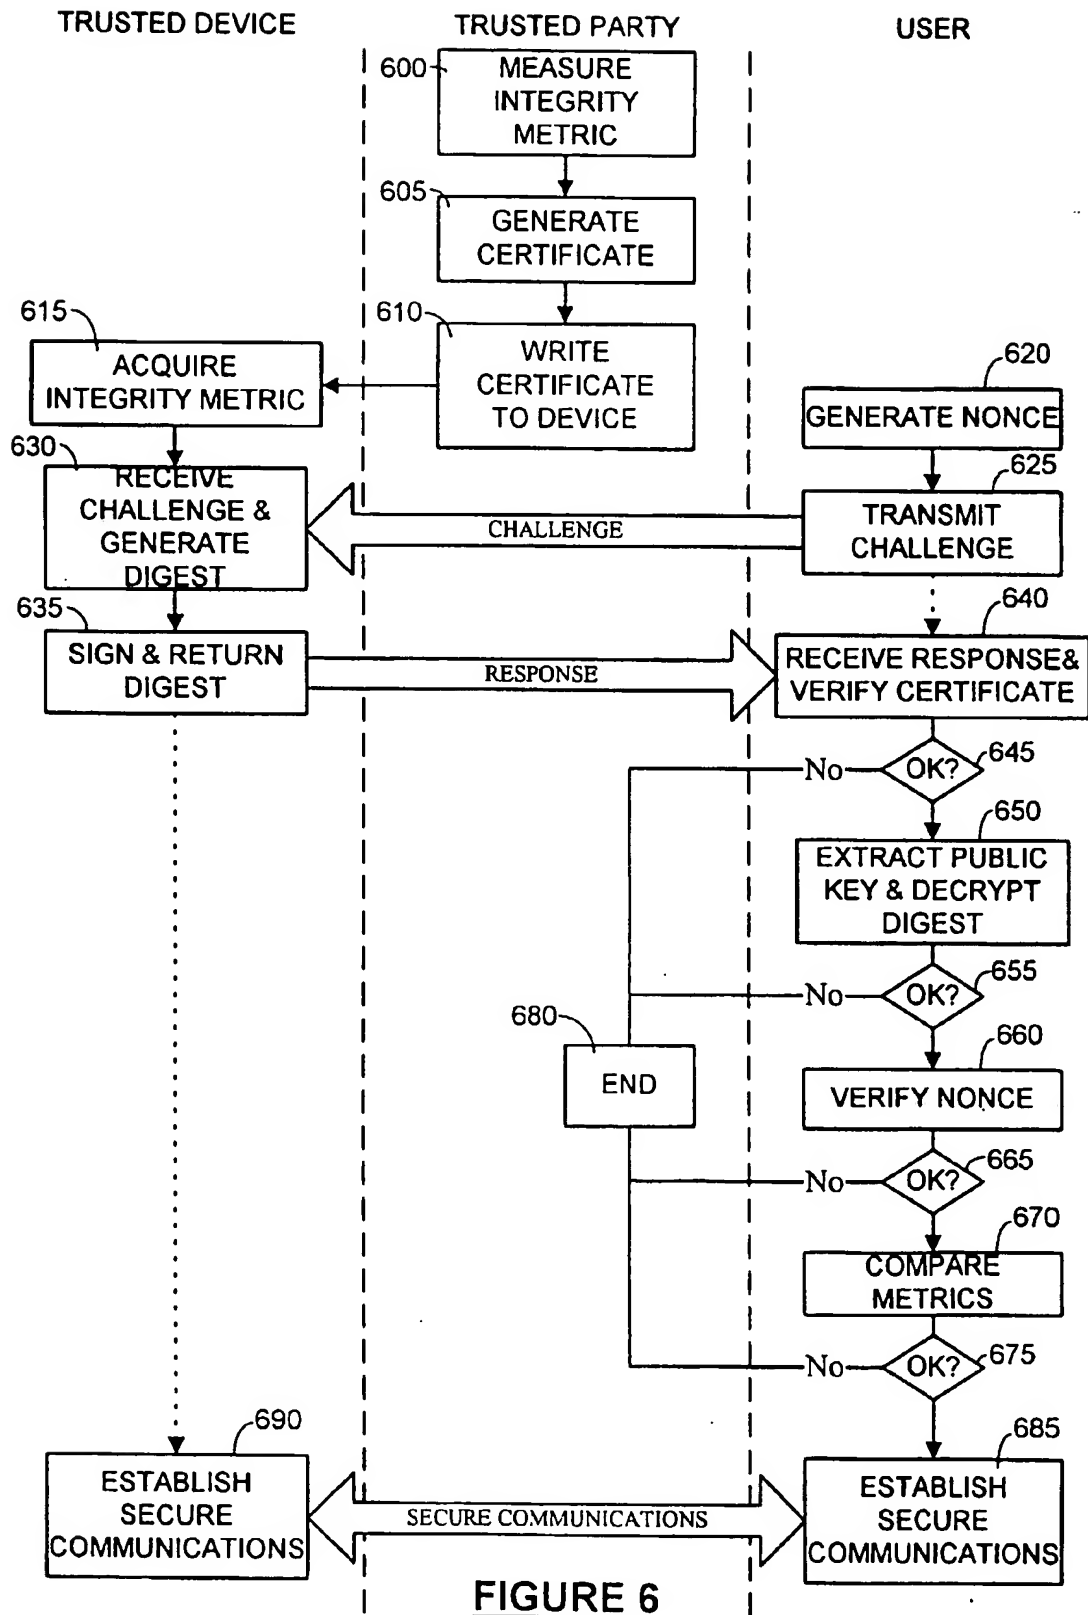 TRUSTED DEVICE
TRUSTED PARTY
USER
600
MEASURE
INTEGRITY
METRIC
605
GENERATE
CERTIFICATE
610
WRITE
CERTIFICATE
TO DEVICE
615
ACQUIRE
INTEGRITY METRIC
620
GENERATE NONCE
625
TRANSMIT
CHALLENGE
CHALLENGE
630
RECEIVE
CHALLENGE &
GENERATE
DIGEST
635
SIGN & RETURN
DIGEST
RESPONSE
640
RECEIVE RESPONSE&
VERIFY CERTIFICATE
645
OK?
No
650
EXTRACT PUBLIC
KEY & DECRYPT
DIGEST
655
OK?
No
680
END
660
VERIFY NONCE
665
OK?
No
670
COMPARE
METRICS
675
OK?
No
690
ESTABLISH
SECURE
COMMUNICATIONS
SECURE COMMUNICATIONS
685
ESTABLISH
SECURE
COMMUNICATIONS
FIGURE 6